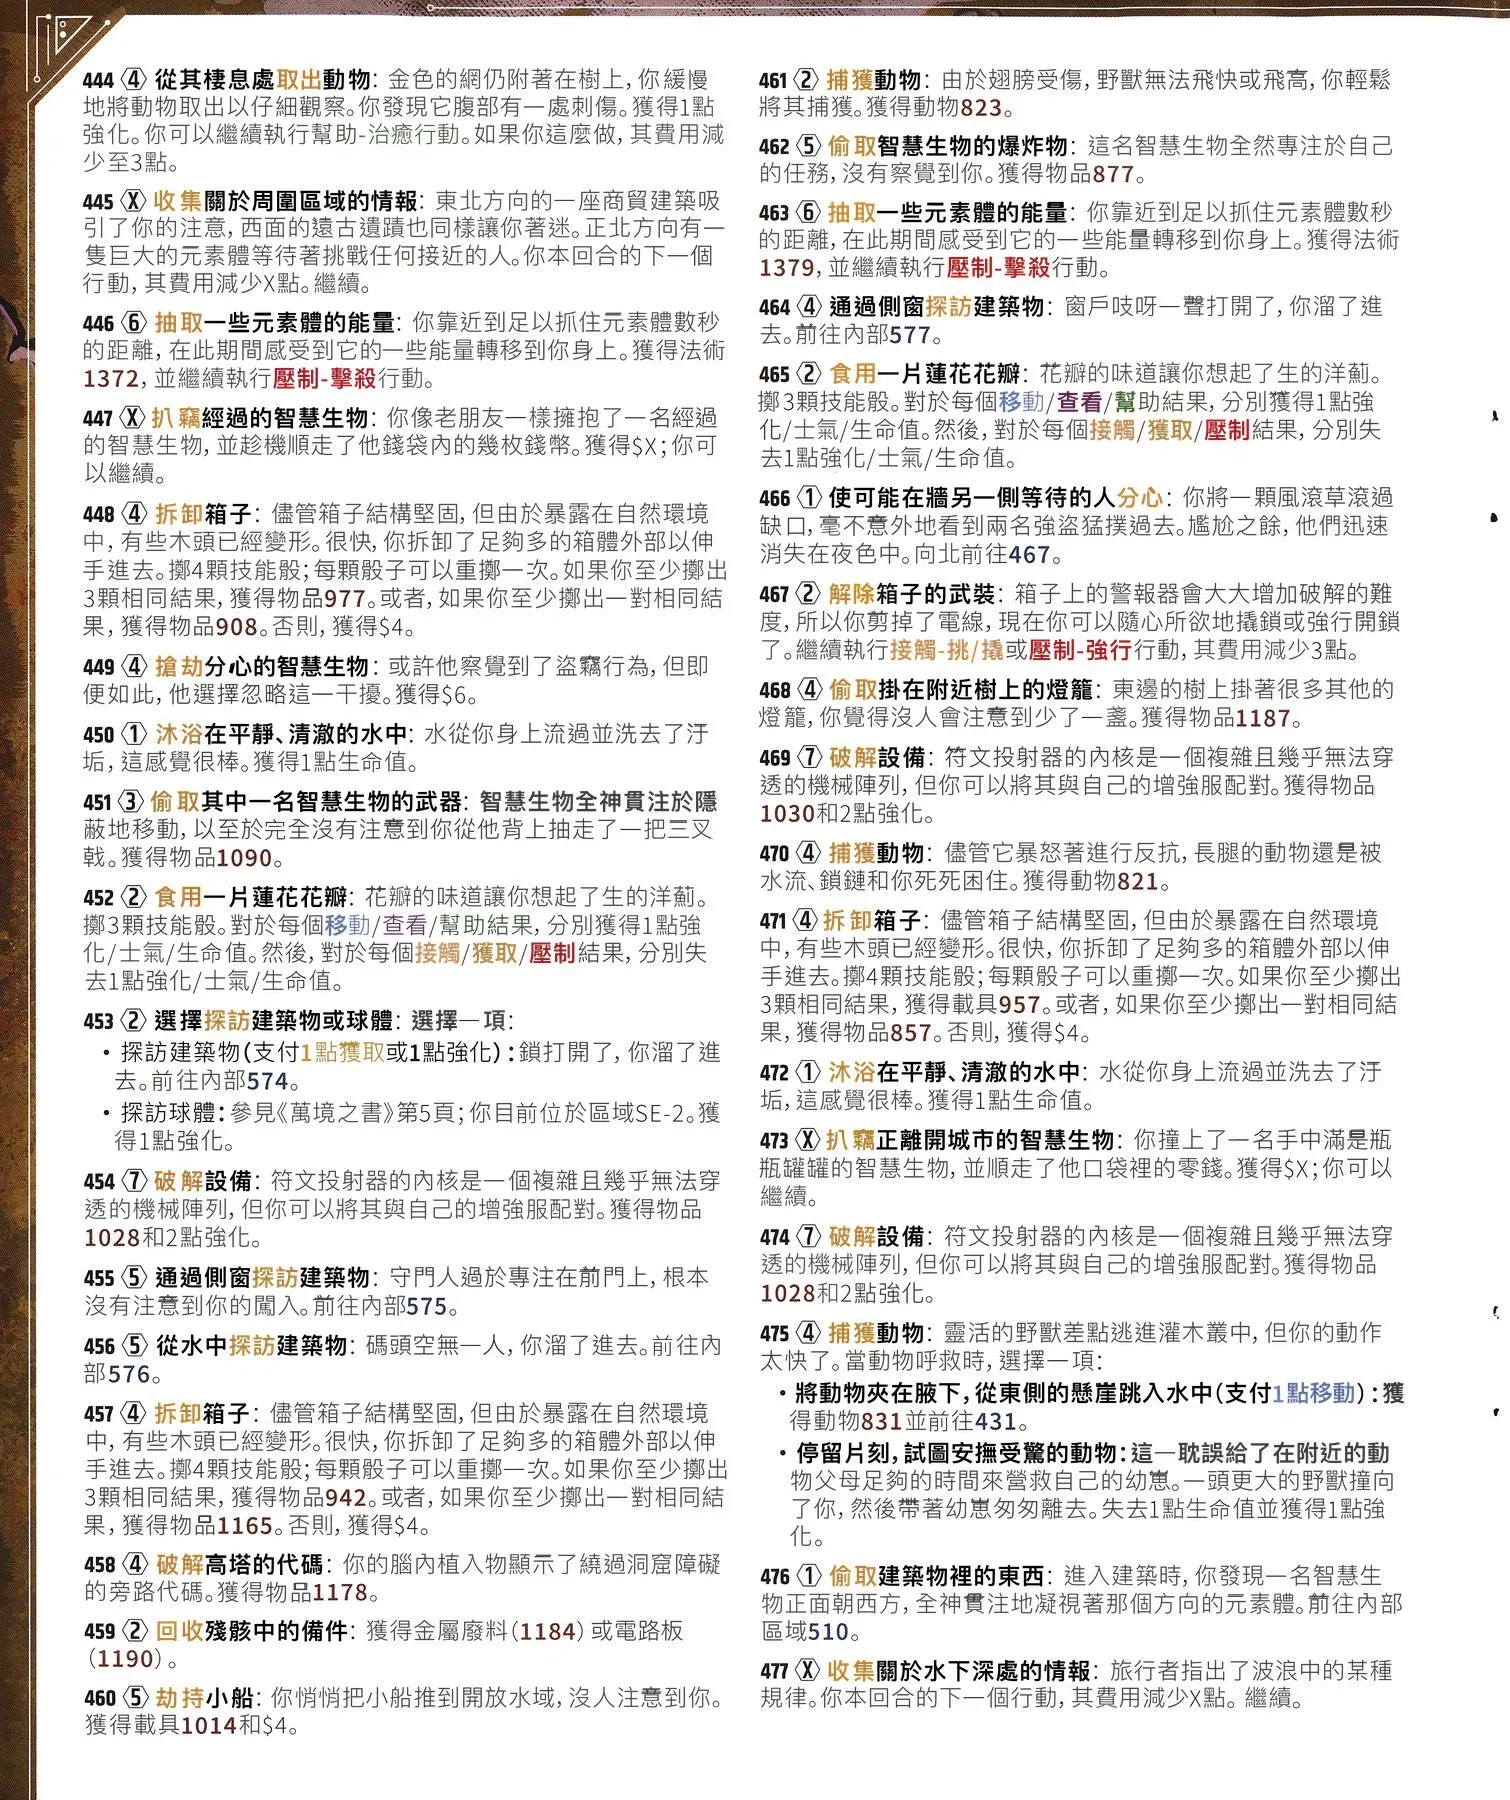 444 ④ 從其棲息處取出動物：金色的網仍附著在樹上，你緩慢
地將動物取出以仔細觀察。你發現它腹部有一處刺傷。獲得1點
強化。你可以繼續執行幫助-治癒行動。如果你這麼做，其費用減
少至3點。
445 Ⓧ 收集關於周圍區域的情報：東北方向的一座商貿建築吸
引了你的注意，西面的遠古遺蹟也同樣讓你著迷。正北方向有一
隻巨大的元素體等待著挑戰任何接近的人。你本回合的下一個
行動，其費用減少X點。繼續。
446 ⑥ 抽取一些元素體的能量：你靠近到足以抓住元素體數秒
的距離，在此期間感受到它的一些能量轉移到你身上。獲得法術
1372，並繼續執行壓制-擊殺行動。
447 Ⓧ 扒竊經過的智慧生物：你像老朋友一樣擁抱了一名經過
的智慧生物，並趁機順走了他錢袋內的幾枚錢幣。獲得$X；你可
以繼續。
448 ④ 拆卸箱子：儘管箱子結構堅固，但由於暴露在自然環境
中，有些木頭已經變形。很快，你拆卸了足夠多的箱體外部以伸
手進去。擲4顆技能骰；每顆骰子可以重擲一次。如果你至少擲出
3顆相同結果，獲得物品977。或者，如果你至少擲出一對相同結
果，獲得物品908。否則，獲得$4。
449 ④ 搶劫分心的智慧生物：或許他察覺到了盜竊行為，但即
便如此，他選擇忽略這一干擾。獲得$6。
450 ① 沐浴在平靜、清澈的水中：水從你身上流過並洗去了汙
垢，這感覺很棒。獲得1點生命值。
451 ③ 偷取其中一名智慧生物的武器：智慧生物全神貫注於隱
蔽地移動，以至於完全沒有注意到你從他背上抽走了一把三叉
戟。獲得物品1090。
452 ② 食用一片蓮花花瓣：花瓣的味道讓你想起了生的洋薊。
擲3顆技能骰。對於每個移動/查看/幫助結果，分別獲得1點強
化/士氣/生命值。然後，對於每個接觸/獲取/壓制結果，分別失
去1點強化/士氣/生命值。
453 ② 選擇探訪建築物或球體：選擇一項：
・探訪建築物（支付1點獲取或1點強化）：鎖打開了，你溜了進
去。前往內部574。
・探訪球體：參見《萬境之書》第5頁；你目前位於區域SE-2。獲
得1點強化。
454 ⑦ 破解設備：符文投射器的內核是一個複雜且幾乎無法穿
透的機械陣列，但你可以將其與自己的增強服配對。獲得物品
1028和2點強化。
455 ⑤ 通過側窗探訪建築物：守門人過於專注在前門上，根本
沒有注意到你的闖入。前往內部575。
456 ⑤ 從水中探訪建築物：碼頭空無一人，你溜了進去。前往內
部576。
457 ④ 拆卸箱子：儘管箱子結構堅固，但由於暴露在自然環境
中，有些木頭已經變形。很快，你拆卸了足夠多的箱體外部以伸
手進去。擲4顆技能骰；每顆骰子可以重擲一次。如果你至少擲出
3顆相同結果，獲得物品942。或者，如果你至少擲出一對相同結
果，獲得物品1165。否則，獲得$4。
458 ④ 破解高塔的代碼：你的腦內植入物顯示了繞過洞窟障礙
的旁路代碼。獲得物品1178。
459 ② 回收殘骸中的備件：獲得金屬廢料（1184）或電路板
（1190）。
460 ⑤ 劫持小船：你悄悄把小船推到開放水域，沒人注意到你。
獲得載具1014和$4。
461 ② 捕獲動物：由於翅膀受傷，野獸無法飛快或飛高，你輕鬆
將其捕獲。獲得動物823。
462 ⑤ 偷取智慧生物的爆炸物：這名智慧生物全然專注於自己
的任務，沒有察覺到你。獲得物品877。
463 ⑥ 抽取一些元素體的能量：你靠近到足以抓住元素體數秒
的距離，在此期間感受到它的一些能量轉移到你身上。獲得法術
1379，並繼續執行壓制-擊殺行動。
464 ④ 通過側窗探訪建築物：窗戶吱呀一聲打開了，你溜了進
去。前往內部577。
465 ② 食用一片蓮花花瓣：花瓣的味道讓你想起了生的洋薊。
擲3顆技能骰。對於每個移動/查看/幫助結果，分別獲得1點強
化/士氣/生命值。然後，對於每個接觸/獲取/壓制結果，分別失
去1點強化/士氣/生命值。
466 ① 使可能在牆另一側等待的人分心：你將一顆風滾草滾過
缺口，毫不意外地看到兩名強盜猛撲過去。尷尬之餘，他們迅速
消失在夜色中。向北前往467。
467 ② 解除箱子的武裝：箱子上的警報器會大大增加破解的難
度，所以你剪掉了電線，現在你可以隨心所欲地撬鎖或強行開鎖
了。繼續執行接觸-挑/撬或壓制-強行行動，其費用減少3點。
468 ④ 偷取掛在附近樹上的燈籠：東邊的樹上掛著很多其他的
燈籠，你覺得沒人會注意到少了一盞。獲得物品1187。
469 ⑦ 破解設備：符文投射器的內核是一個複雜且幾乎無法穿
透的機械陣列，但你可以將其與自己的增強服配對。獲得物品
1030和2點強化。
470 ④ 捕獲動物：儘管它暴怒著進行反抗，長腿的動物還是被
水流、鎖鏈和你死死困住。獲得動物821。
471 ④ 拆卸箱子：儘管箱子結構堅固，但由於暴露在自然環境
中，有些木頭已經變形。很快，你拆卸了足夠多的箱體外部以伸
手進去。擲4顆技能骰；每顆骰子可以重擲一次。如果你至少擲出
3顆相同結果，獲得載具957。或者，如果你至少擲出一對相同結
果，獲得物品857。否則，獲得$4。
472 ① 沐浴在平靜、清澈的水中：水從你身上流過並洗去了汙
垢，這感覺很棒。獲得1點生命值。
473 Ⓧ 扒竊正離開城市的智慧生物：你撞上了一名手中滿是瓶
瓶罐罐的智慧生物，並順走了他口袋裡的零錢。獲得$X；你可以
繼續。
474 ⑦ 破解設備：符文投射器的內核是一個複雜且幾乎無法穿
透的機械陣列，但你可以將其與自己的增強服配對。獲得物品
1028和2點強化。
475 ④ 捕獲動物：靈活的野獸差點逃進灌木叢中，但你的動作
太快了。當動物呼救時，選擇一項：
・將動物夾在腋下，從東側的懸崖跳入水中（支付1點移動）：獲
得動物831並前往431。
・停留片刻，試圖安撫受驚的動物：這一耽誤給了在附近的動
物父母足夠的時間來營救自己的幼崽。一頭更大的野獸撞向
了你，然後帶著幼崽匆匆離去。失去1點生命值並獲得1點強
化。
476 ① 偷取建築物裡的東西：進入建築時，你發現一名智慧生
物正面朝西方，全神貫注地凝視著那個方向的元素體。前往內部
區域510。
477 Ⓧ 收集關於水下深處的情報：旅行者指出了波浪中的某種
規律。你本回合的下一個行動，其費用減少X點。繼續。